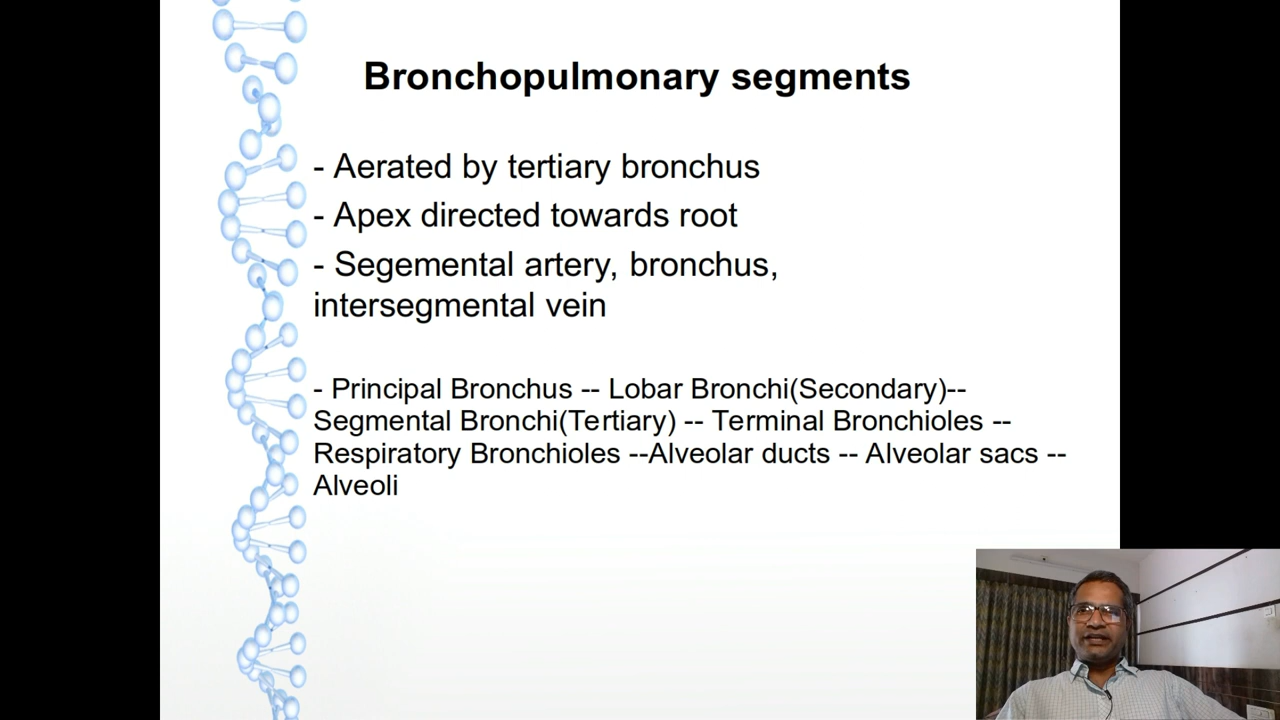 Bronchopulmonary segments
- Aerated by tertiary bronchus
- Apex directed towards root
- Segemental artery, bronchus,
intersegmental vein
- Principal Bronchus -- Lobar Bronchi(Secondary)--
Segmental Bronchi(Tertiary) -- Terminal Bronchioles --
Respiratory Bronchioles --Alveolar ducts -- Alveolar sacs --
Alveoli